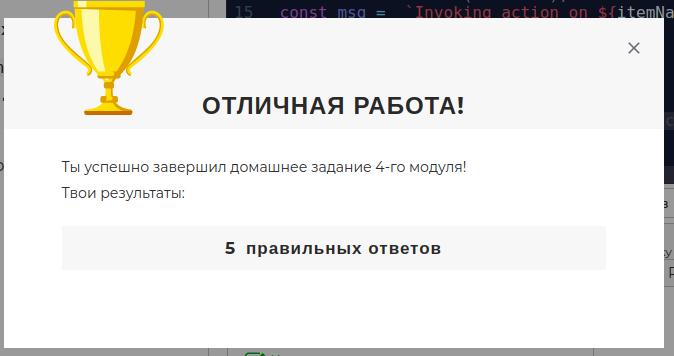 15 const msg = `Invoking action on ${itemNa
ОТЛИЧНАЯ РАБОТА!
Ты успешно завершил домашнее задание 4-го модуля!
Твои результаты:
5 правильных ответов